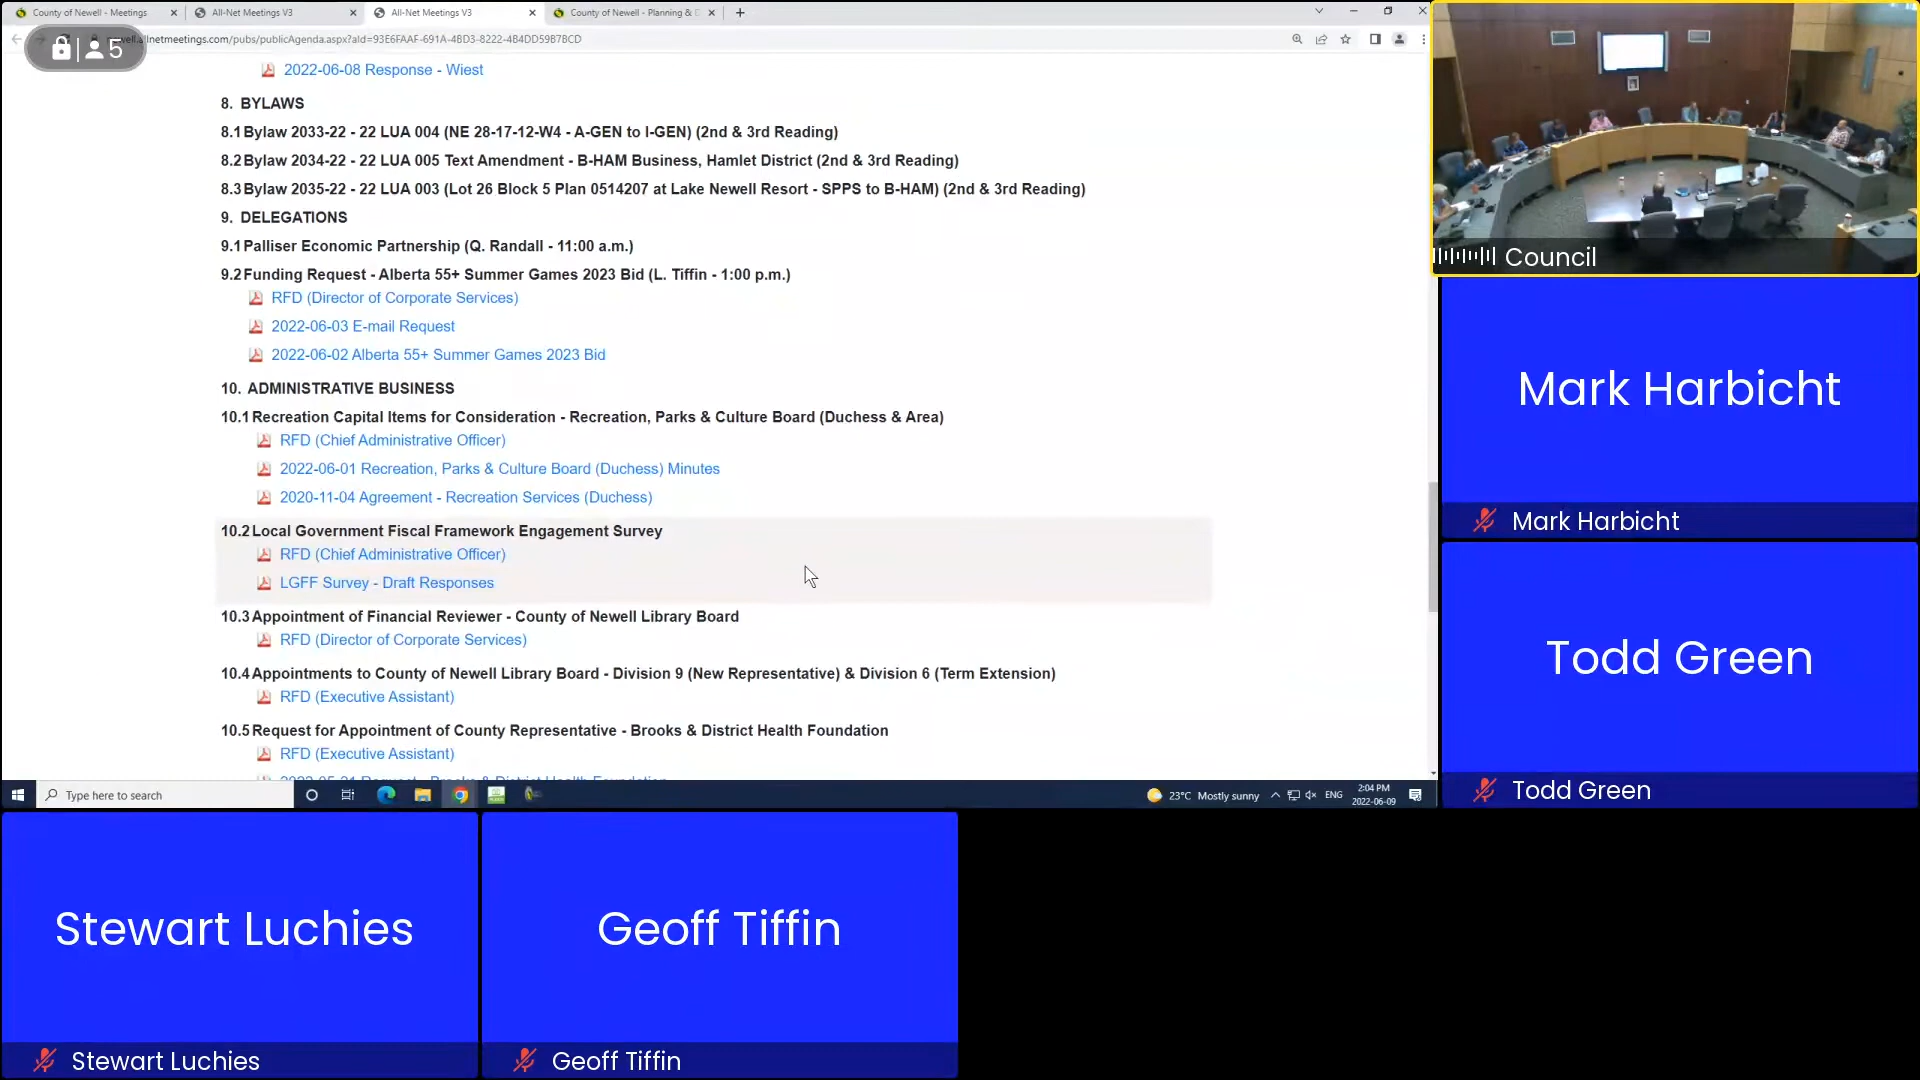 County of Newell - Meetings
All-Net Meetings V3
All-Net Meetings V3
County of Newell - Planning & E
5
llnetmeetings.com/pubs/publicAgenda.aspx?aId=93E6FAAF-691A-4BD3-8222-4B4DD59B7BCD
2022-06-08 Response - Wiest
8. BYLAWS
8.1 Bylaw 2033-22 - 22 LUA 004 (NE 28-17-12-W4 - A-GEN to I-GEN) (2nd & 3rd Reading)
8.2 Bylaw 2034-22 - 22 LUA 005 Text Amendment - B-HAM Business, Hamlet District (2nd & 3rd Reading)
8.3 Bylaw 2035-22 - 22 LUA 003 (Lot 26 Block 5 Plan 0514207 at Lake Newell Resort - SPPS to B-HAM) (2nd & 3rd Reading)
9. DELEGATIONS
9.1 Palliser Economic Partnership (Q. Randall - 11:00 a.m.)
9.2 Funding Request - Alberta 55+ Summer Games 2023 Bid (L. Tiffin - 1:00 p.m.)
RFD (Director of Corporate Services)
2022-06-03 E-mail Request
2022-06-02 Alberta 55+ Summer Games 2023 Bid
10. ADMINISTRATIVE BUSINESS
10.1 Recreation Capital Items for Consideration - Recreation, Parks & Culture Board (Duchess & Area)
RFD (Chief Administrative Officer)
2022-06-01 Recreation, Parks & Culture Board (Duchess) Minutes
2020-11-04 Agreement - Recreation Services (Duchess)
10.2 Local Government Fiscal Framework Engagement Survey
RFD (Chief Administrative Officer)
LGFF Survey - Draft Responses
10.3 Appointment of Financial Reviewer - County of Newell Library Board
RFD (Director of Corporate Services)
10.4 Appointments to County of Newell Library Board - Division 9 (New Representative) & Division 6 (Term Extension)
RFD (Executive Assistant)
10.5 Request for Appointment of County Representative - Brooks & District Health Foundation
RFD (Executive Assistant)
2022-05-31 Request - Brooks & District Health Foundation
Type here to search
23°C Mostly sunny
ENG
2:04 PM
2022-06-09
Council
Mark Harbicht
Mark Harbicht
Todd Green
Todd Green
Stewart Luchies
Stewart Luchies
Geoff Tiffin
Geoff Tiffin